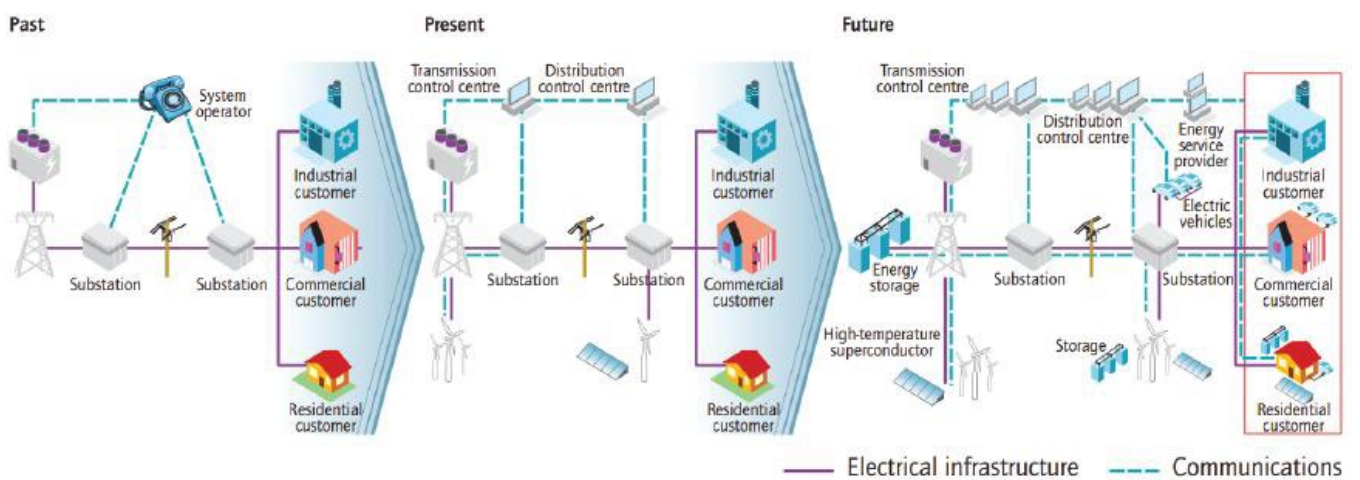 Past
System
operator
Substation
Substation
Industrial
customer
Commercial
customer
Residential
customer
Present
Transmission
control centre
Distribution
control centre
Substation
Substation
Industrial
customer
Commercial
customer
Residential
customer
Future
Transmission
control centre
Distribution
control centre
Energy
service
provider
Electric
vehicles
Energy
storage
Substation
Substation
High-temperature
superconductor
Storage
Industrial
customer
Commercial
customer
Residential
customer
Electrical infrastructure
Communications